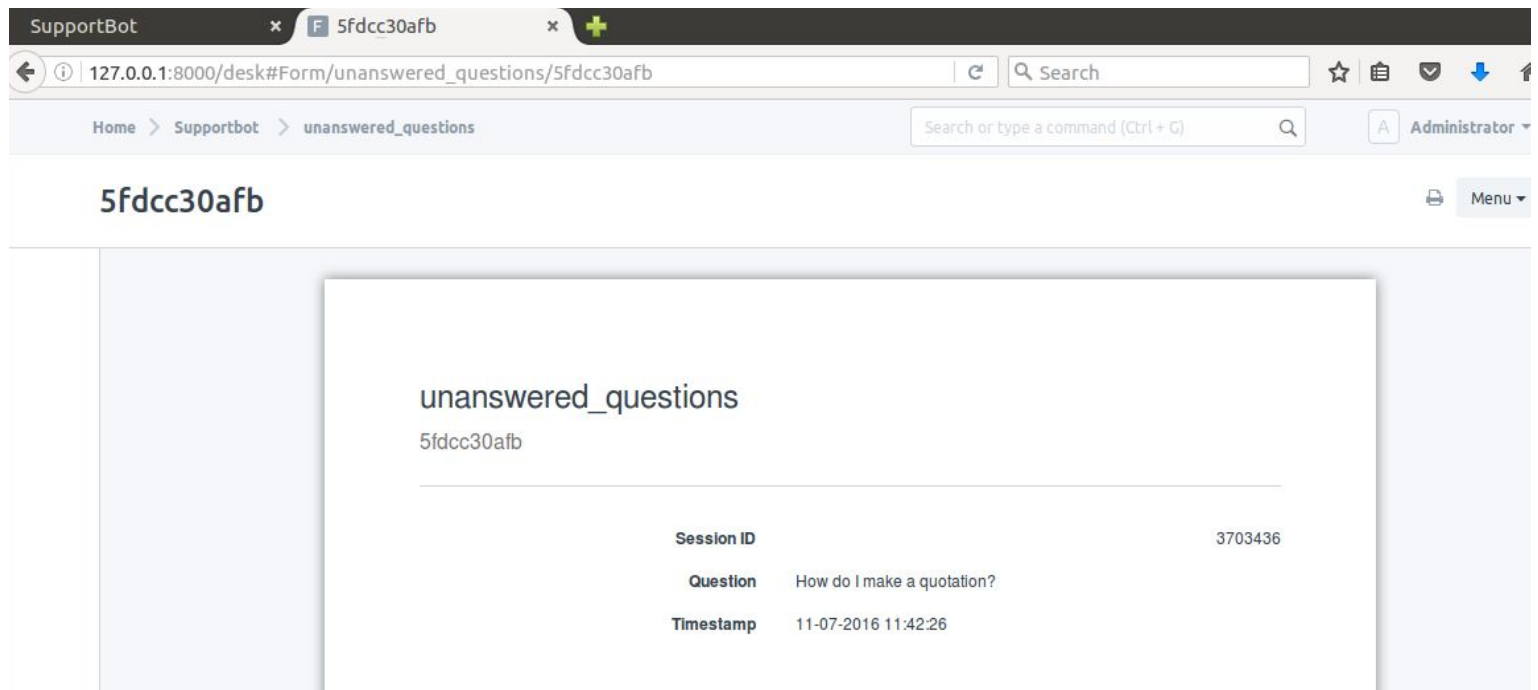 SupportBot × F 5fdcc30afb ×
127.0.0.1:8000/desk#Form/unanswered_questions/5fdcc30afb Search
Home > Supportbot > unanswered_questions Search or type a command (Ctrl + G) A Administrator
5fdcc30afb Menu
unanswered_questions
5fdcc30afb
Session ID 3703436
Question How do I make a quotation?
Timestamp 11-07-2016 11:42:26